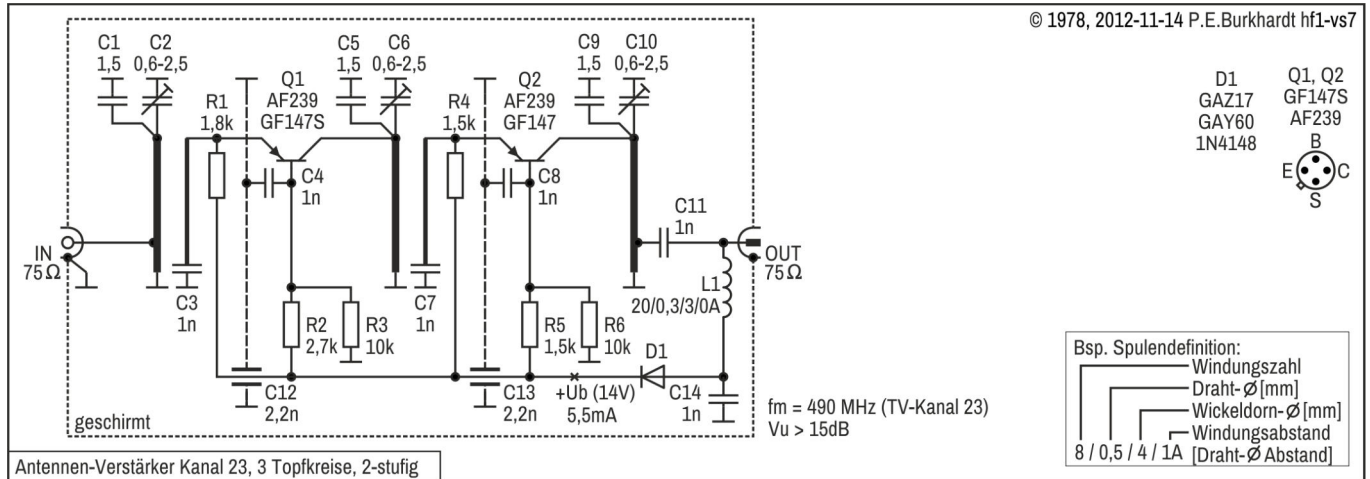 © 1978, 2012-11-14 P.E.Burkhardt hf1-vs7
C1
1,5
C2
0,6-2,5
R1
1,8k
Q1
AF239
GF147S
C5
1,5
C6
0,6-2,5
R4
1,5k
Q2
AF239
GF147
C9
1,5
C10
0,6-2,5
D1
GAZ17
GAY60
1N4148
Q1, Q2
GF147S
AF239
B
E
C
S
C4
1n
C8
1n
C11
1n
IN
75Ω
OUT
75Ω
C3
1n
C7
1n
L1
20/0,3/3/0A
R2
2,7k
R3
10k
R5
1,5k
R6
10k
D1
C12
2,2n
C13
2,2n
+Ub (14V)
5,5mA
C14
1n
geschirmt
fm = 490 MHz (TV-Kanal 23)
Vu > 15dB
Bsp. Spulendefinition:
Windungszahl
Draht-Ø [mm]
Wickeldorn-Ø [mm]
Windungsabstand
8 / 0,5 / 4 / 1A [Draht-Ø Abstand]
Antennen-Verstärker Kanal 23, 3 Topfkreise, 2-stufig